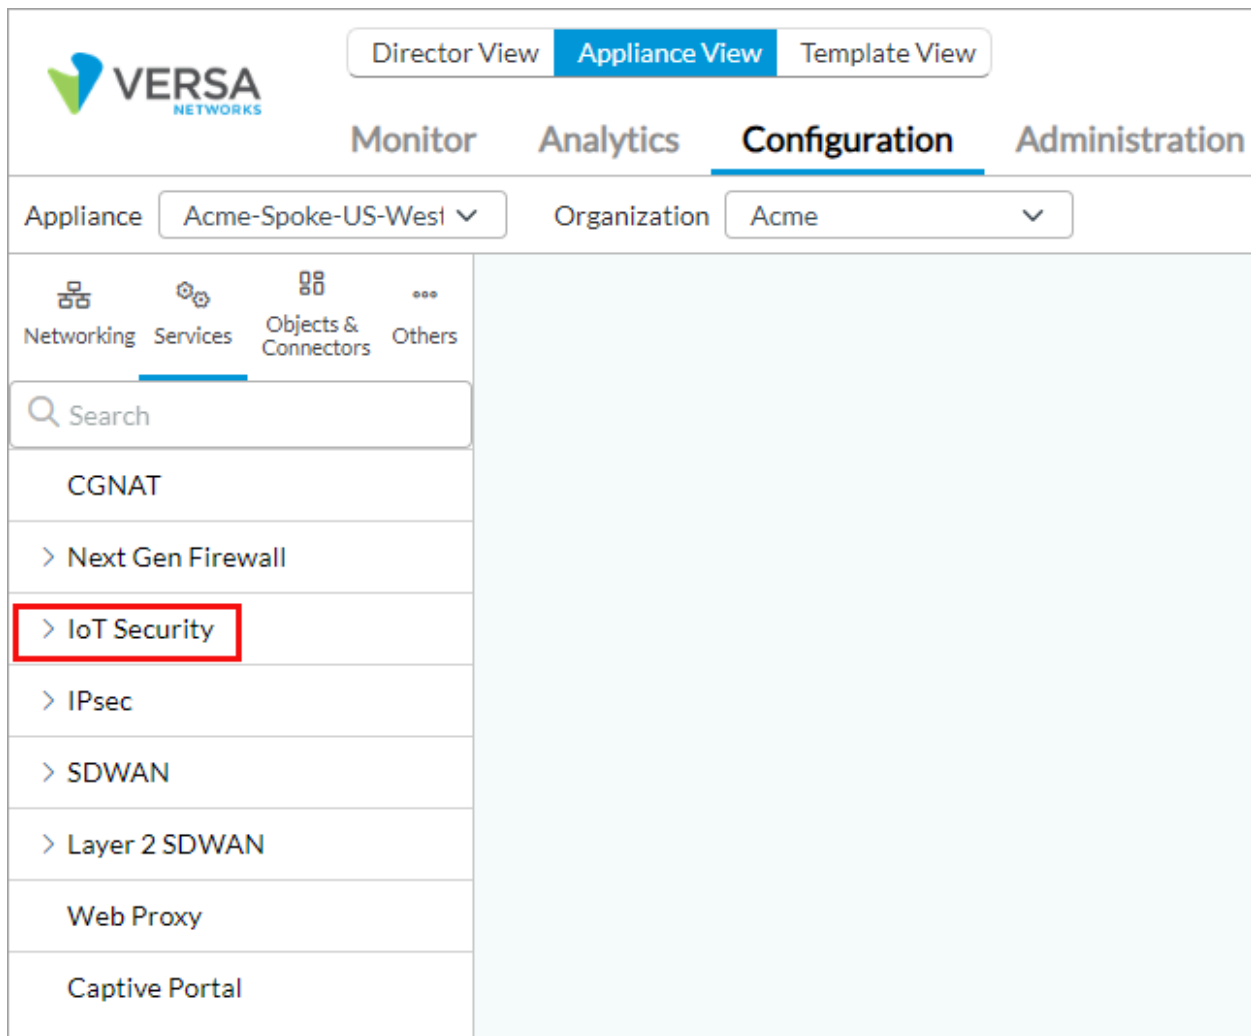 Director View Appliance View Template View
VERSA
NETWORKS
Monitor Analytics Configuration Administration
Appliance Acme-Spoke-US-West Organization Acme
Networking Services Objects & Connectors Others
Search
CGNAT
Next Gen Firewall
IoT Security
IPsec
SDWAN
Layer 2 SDWAN
Web Proxy
Captive Portal